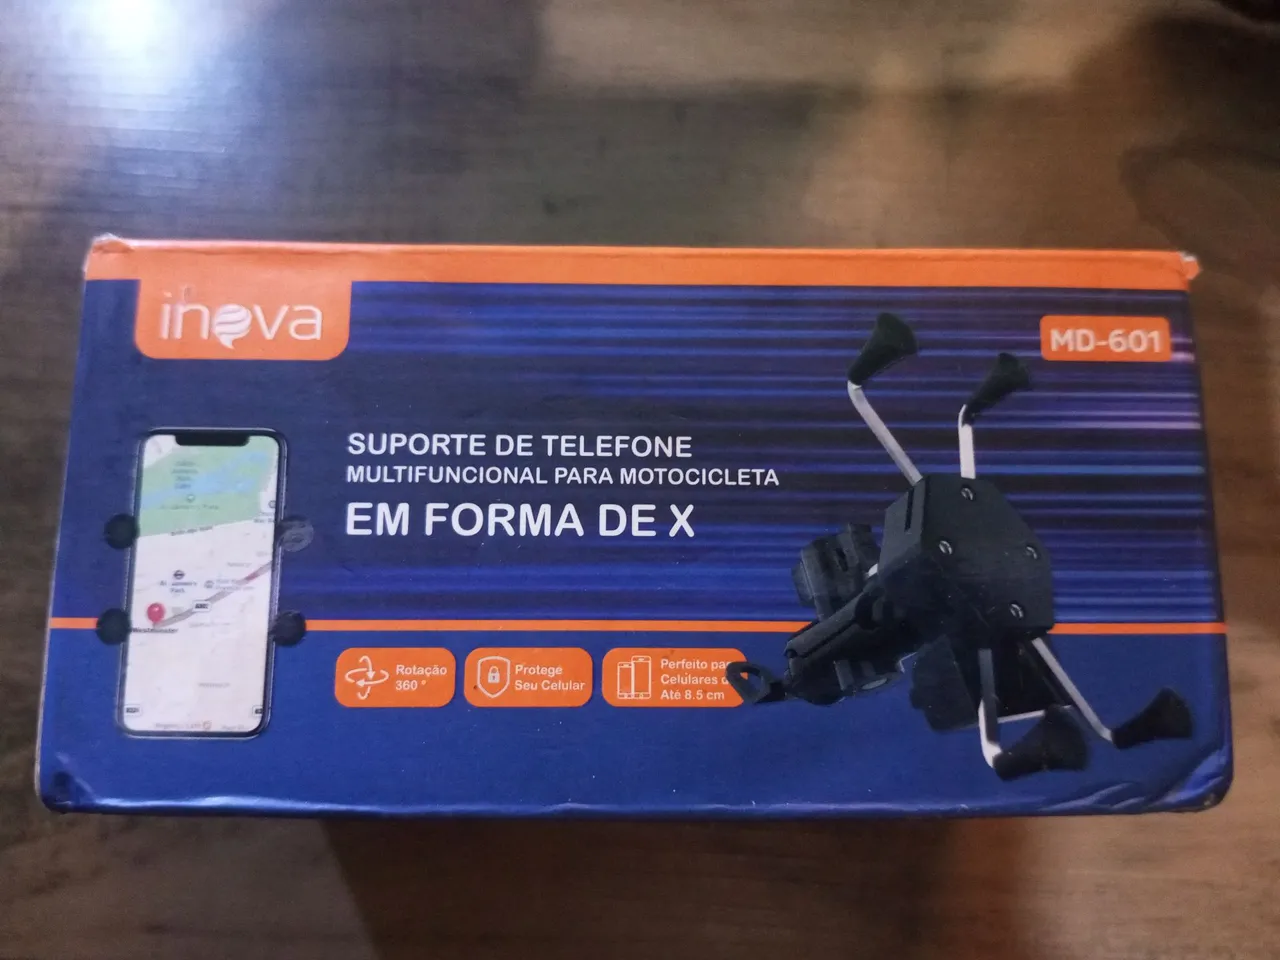 inova
MD-601
SUPORTE DE TELEFONE
MULTIFUNCIONAL PARA MOTOCICLETA
EM FORMA DE X
Rotação
360°
Protege
Seu Celular
Perfeito
Celulares
Até 8.5 cm